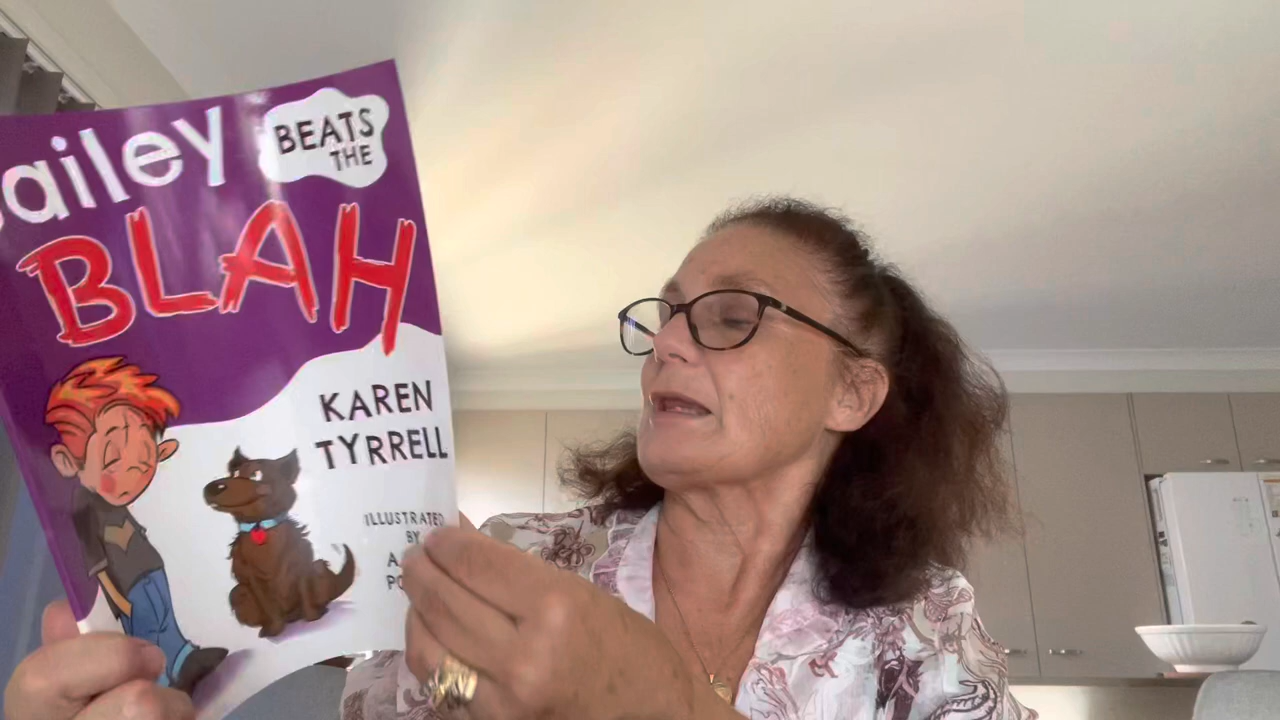 ailey
BEATS
THE
BLAH
KAREN
TYRRELL
ILLUSTRATED
BY